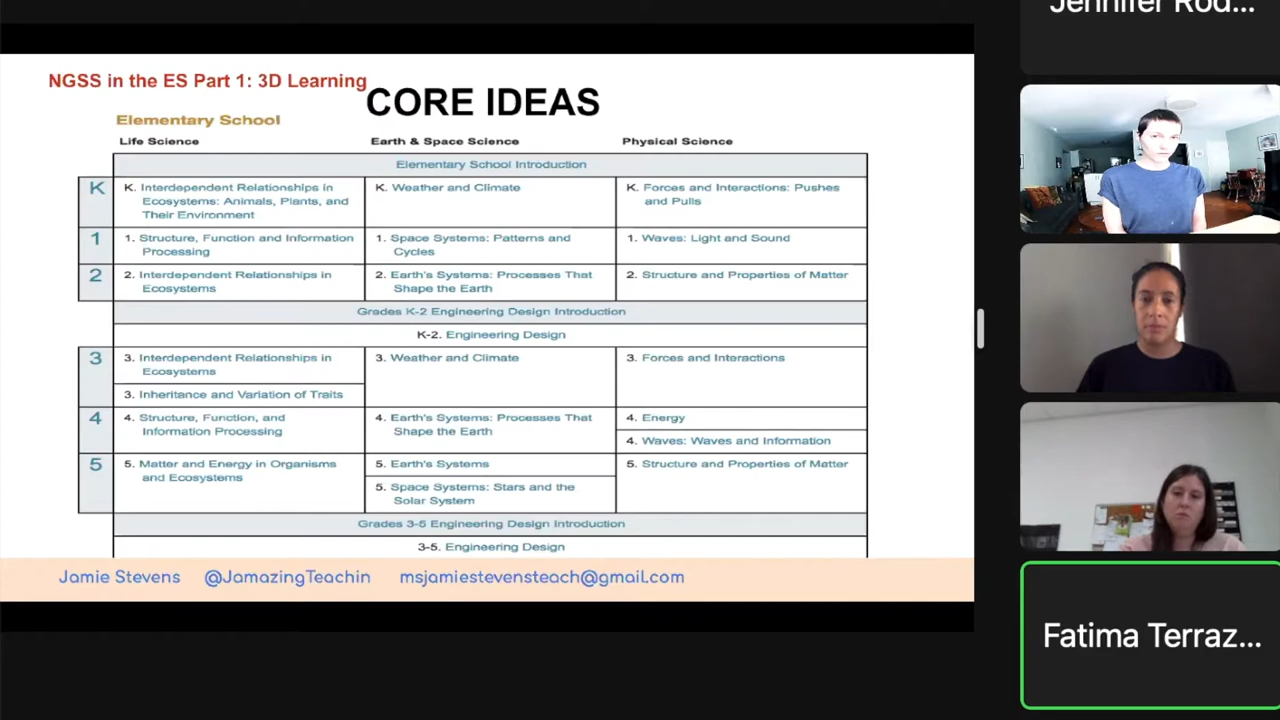 Jennifer Rod...
NGSS in the ES Part 1: 3D Learning
CORE IDEAS
Elementary School
Life Science
Earth & Space Science
Physical Science
Elementary School Introduction
K
K. Interdependent Relationships in
Ecosystems: Animals, Plants, and
Their Environment
K. Weather and Climate
K. Forces and Interactions: Pushes
and Pulls
1
1. Structure, Function and Information
Processing
1. Space Systems: Patterns and
Cycles
1. Waves: Light and Sound
2
2. Interdependent Relationships in
Ecosystems
2. Earth's Systems: Processes That
Shape the Earth
2. Structure and Properties of Matter
Grades K-2 Engineering Design Introduction
K-2. Engineering Design
3
3. Interdependent Relationships in
Ecosystems
3. Inheritance and Variation of Traits
3. Weather and Climate
3. Forces and Interactions
4
4. Structure, Function, and
Information Processing
4. Earth's Systems: Processes That
Shape the Earth
4. Energy
4. Waves: Waves and Information
5
5. Matter and Energy in Organisms
and Ecosystems
5. Earth's Systems
5. Space Systems: Stars and the
Solar System
5. Structure and Properties of Matter
Grades 3-5 Engineering Design Introduction
3-5. Engineering Design
Jamie Stevens @JamazingTeachin msjamiestevensteach@gmail.com
Fatima Terraz...